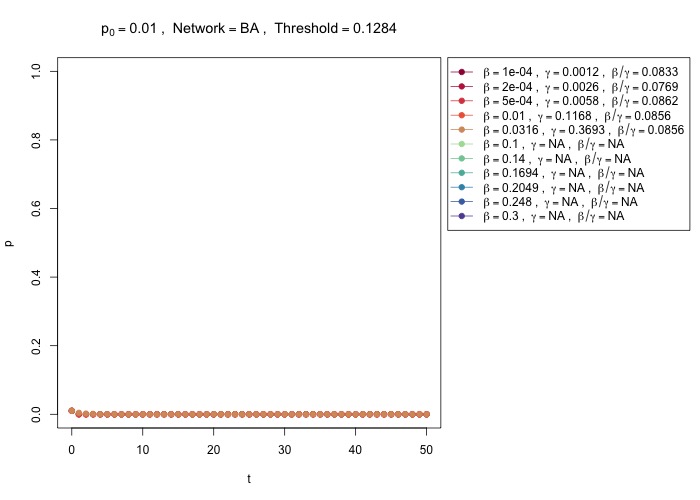 p₀ = 0.01 , Network = BA , Threshold = 0.1284
β = 1e-04 , γ = 0.0012 , β/γ = 0.0833
β = 2e-04 , γ = 0.0026 , β/γ = 0.0769
β = 5e-04 , γ = 0.0058 , β/γ = 0.0862
β = 0.01 , γ = 0.1168 , β/γ = 0.0856
β = 0.0316 , γ = 0.3693 , β/γ = 0.0856
β = 0.1 , γ = NA , β/γ = NA
β = 0.14 , γ = NA , β/γ = NA
β = 0.1694 , γ = NA , β/γ = NA
β = 0.2049 , γ = NA , β/γ = NA
β = 0.248 , γ = NA , β/γ = NA
β = 0.3 , γ = NA , β/γ = NA
1.0
0.8
0.6
p
0.4
0.2
0.0
0 10 20 30 40 50
t